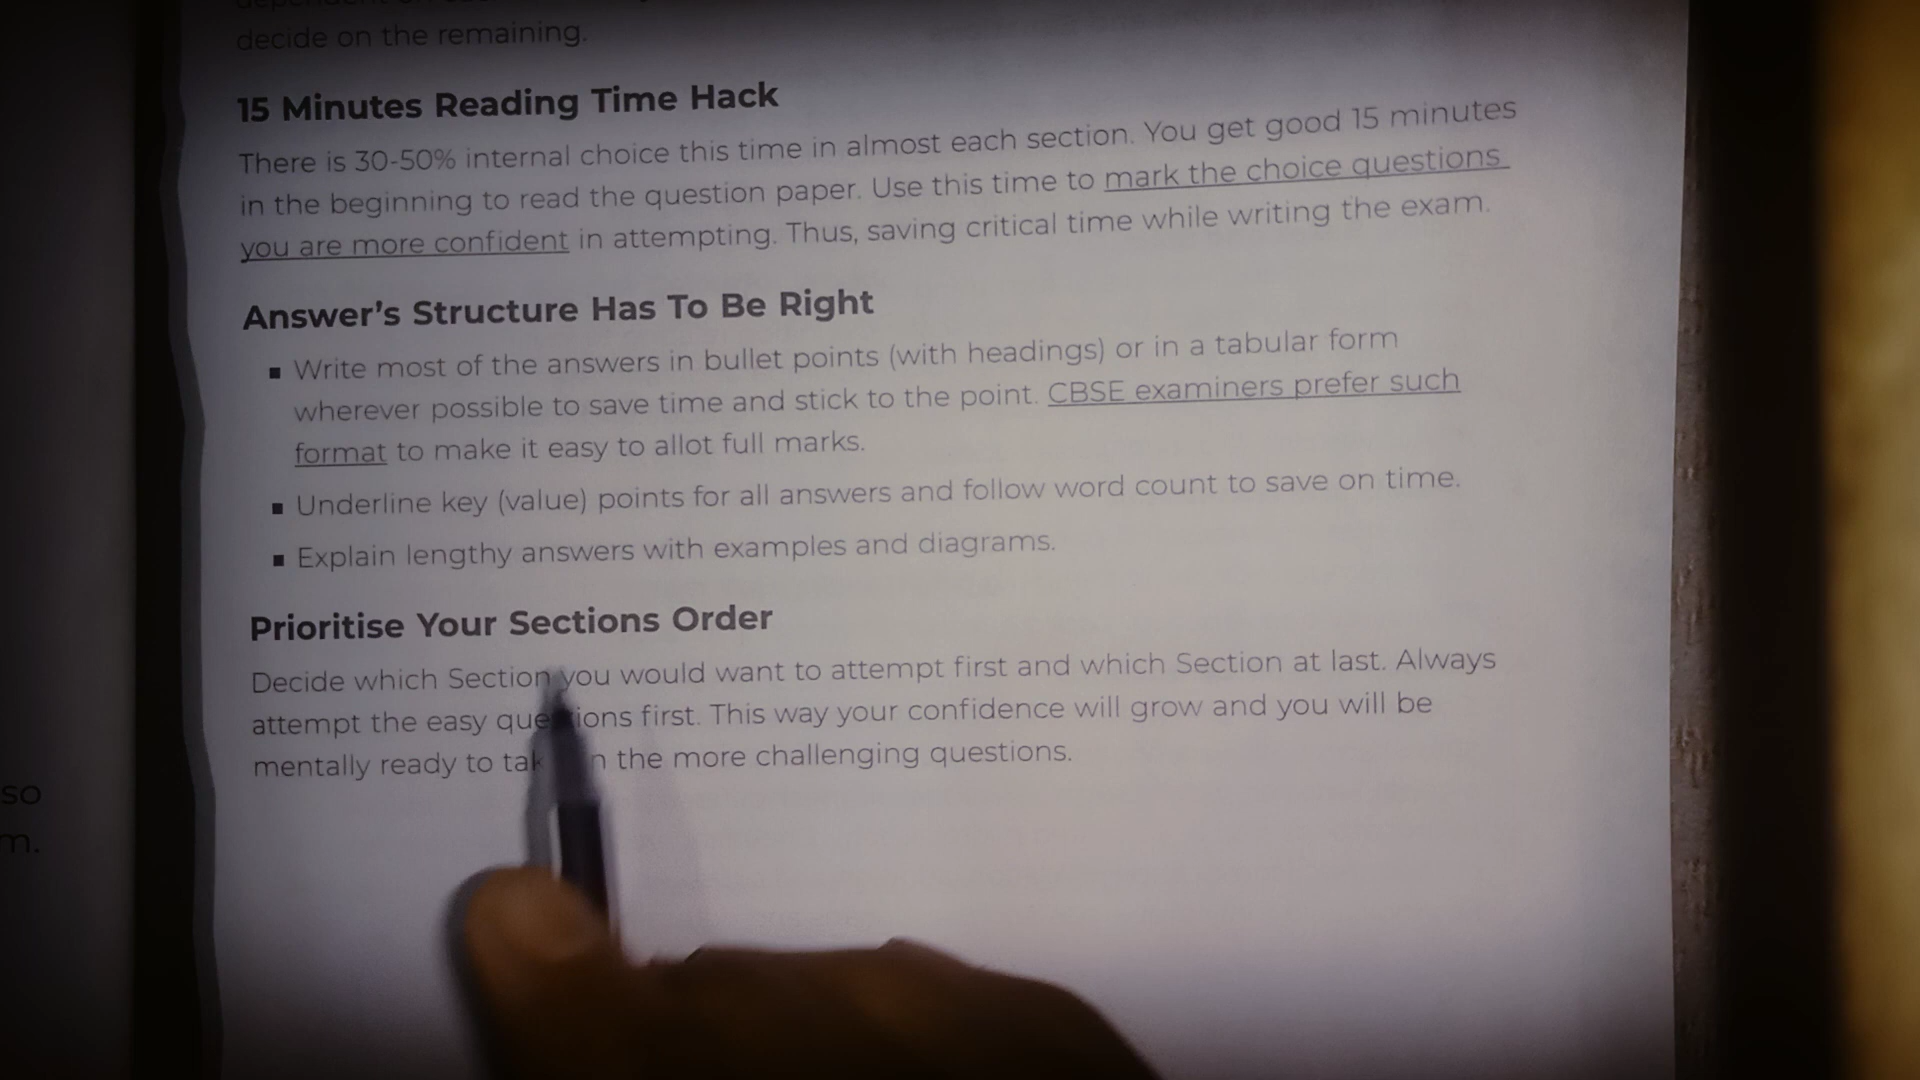 decide on the remaining.
15 Minutes Reading Time Hack
There is 30-50% internal choice this time in almost each section. You get good 15 minutes
in the beginning to read the question paper. Use this time to mark the choice questions
you are more confident in attempting. Thus, saving critical time while writing the exam.
Answer's Structure Has To Be Right
▪ Write most of the answers in bullet points (with headings) or in a tabular form
wherever possible to save time and stick to the point. CBSE examiners prefer such
format to make it easy to allot full marks.
▪ Underline key (value) points for all answers and follow word count to save on time.
▪ Explain lengthy answers with examples and diagrams.
Prioritise Your Sections Order
Decide which Section you would want to attempt first and which Section at last. Always
attempt the easy questions first. This way your confidence will grow and you will be
mentally ready to the more challenging questions.
so
m.